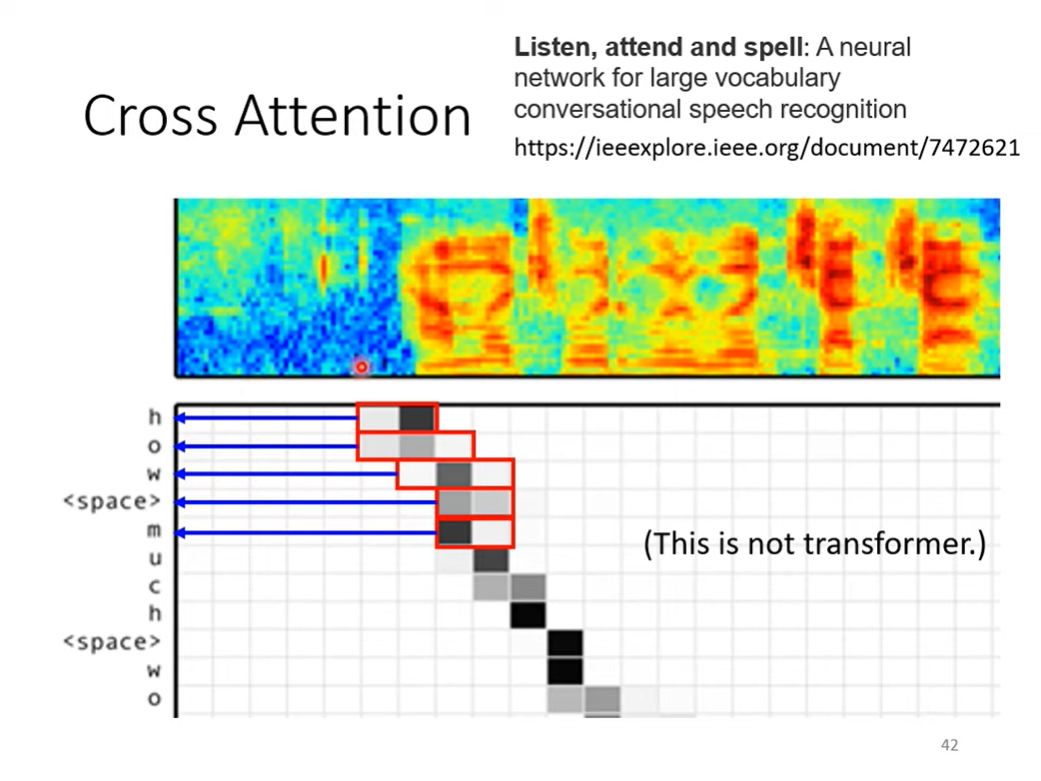 Cross Attention
Listen, attend and spell: A neural
network for large vocabulary
conversational speech recognition
https://ieeexplore.ieee.org/document/7472621
h
o
w
<space>
m
u
c
h
<space>
w
o
(This is not transformer.)
42